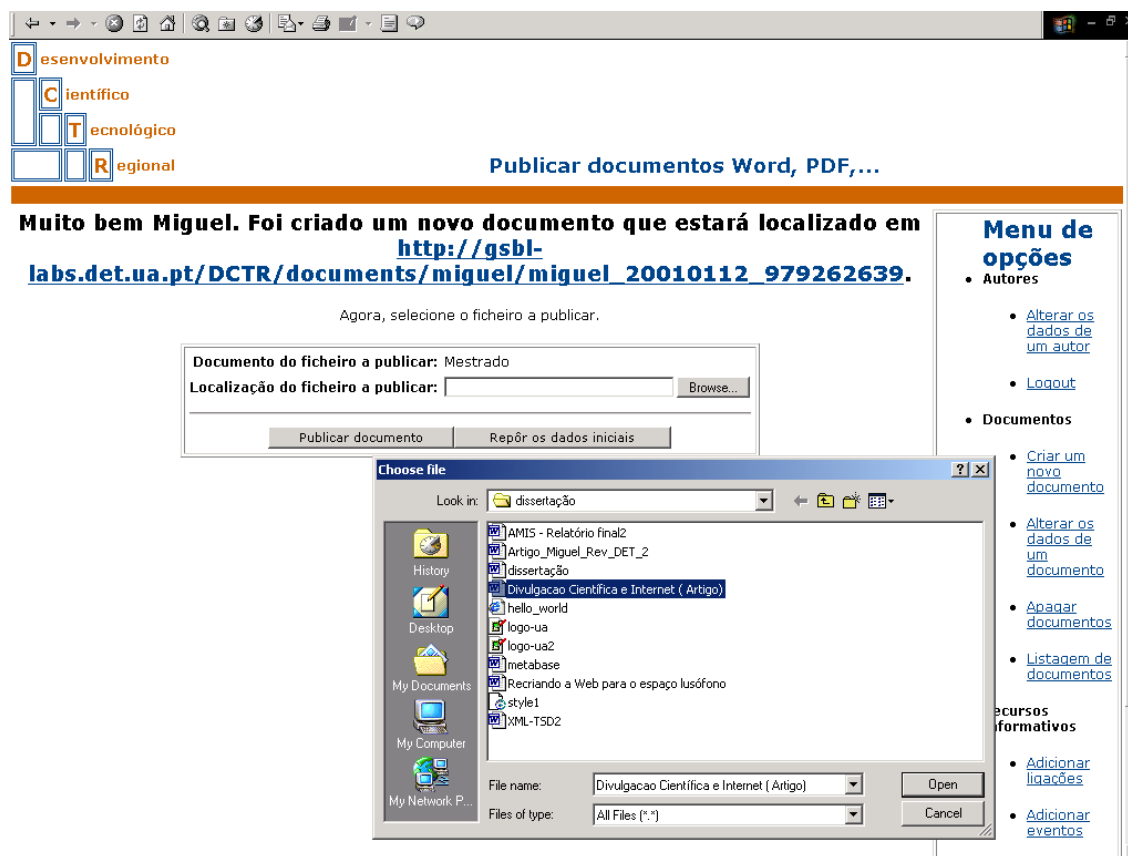 Desenvolvimento
Científico
Tecnológico
Regional
Publicar documentos Word, PDF,...
Muito bem Miguel. Foi criado um novo documento que estará localizado em
http://gsbl-
labs.det.ua.pt/DCTR/documents/miguel/miguel_20010112_979262639.
Agora, selecione o ficheiro a publicar.
Documento do ficheiro a publicar: Mestrado
Localização do ficheiro a publicar:
Browse...
Publicar documento
Repôr os dados iniciais
Menu de
opções
Autores
Alterar os
dados de
um autor
Logout
Documentos
Criar um
novo
documento
Alterar os
dados de
um
documento
Apagar
documentos
Listagem de
documentos
ecursos
formativos
Adicionar
ligações
Adicionar
eventos
Choose file
Look in:
dissertação
History
Desktop
My Documents
My Computer
My Network P...
AMIS - Relatório final2
Artigo_Miguel_Rev_DET_2
dissertação
Divulgacao Científica e Internet ( Artigo)
hello_world
logo-ua
logo-ua2
metabase
Recriando a Web para o espaço lusófono
style1
XML-TSD2
File name:
Divulgacao Científica e Internet ( Artigo)
Open
Files of type:
All Files (*.*)
Cancel